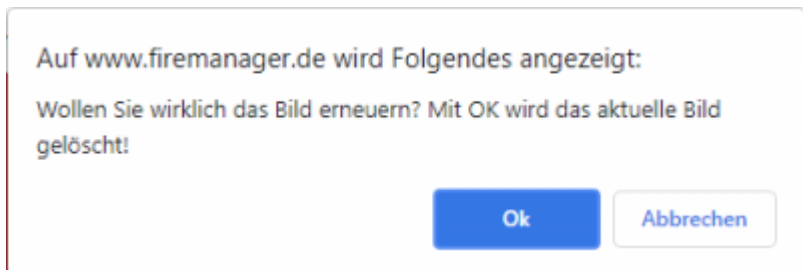 Auf www.firemanager.de wird Folgendes angezeigt:
Wollen Sie wirklich das Bild erneuern? Mit OK wird das aktuelle Bild
gelöscht!
Ok
Abbrechen